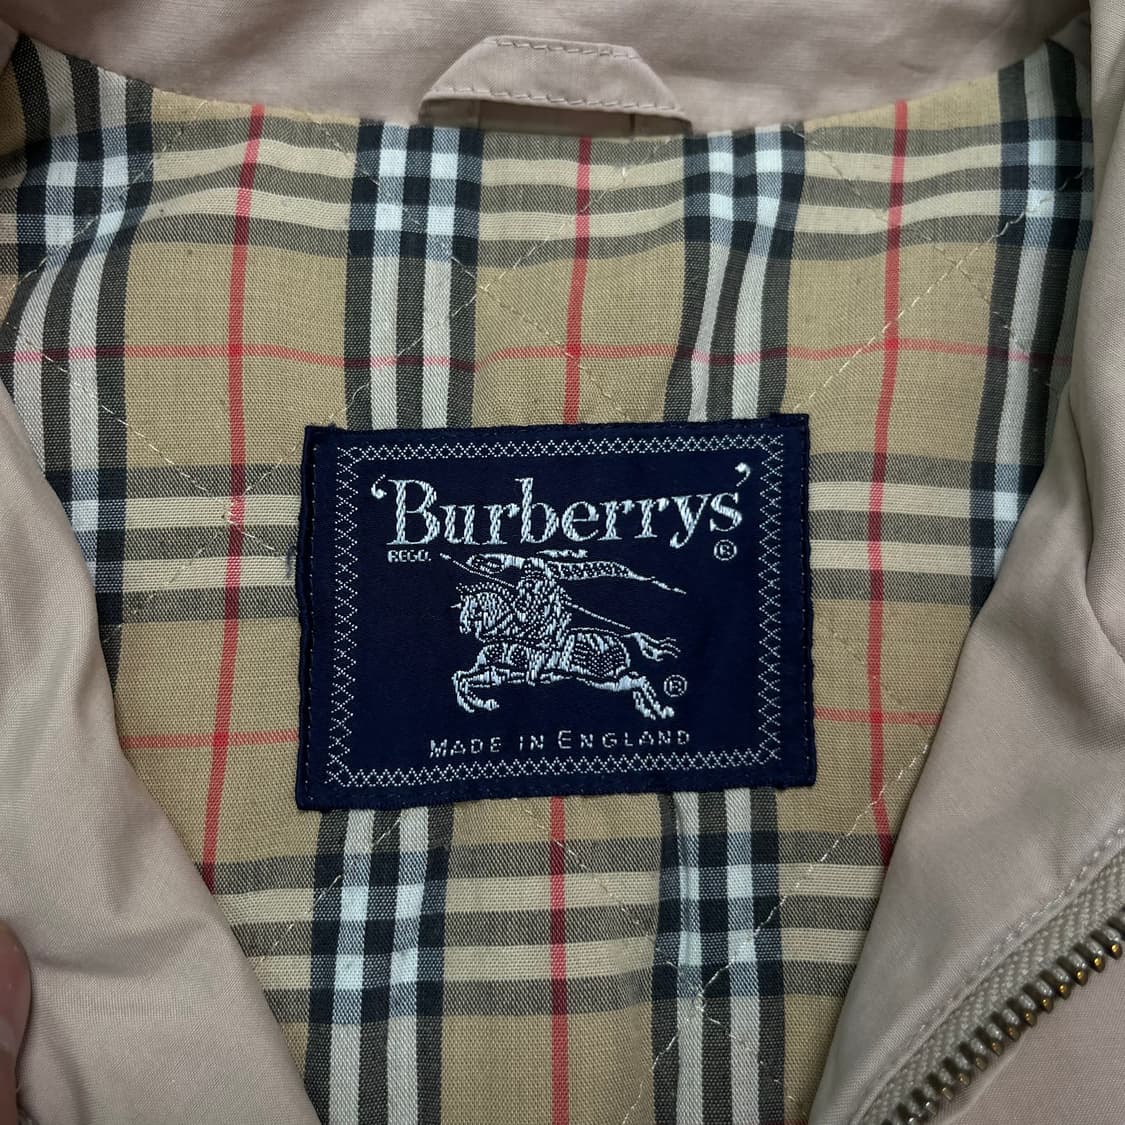 ‘Burberrys’
REGD. ®
®
MADE IN ENGLAND